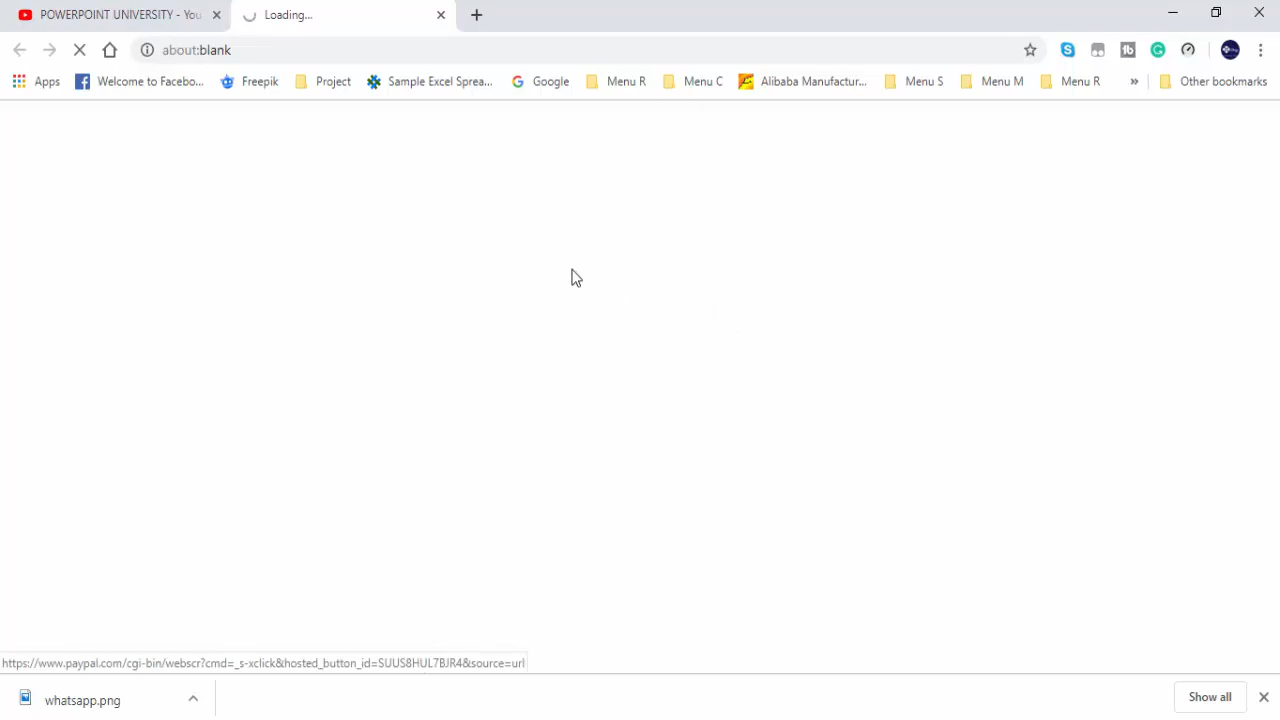 POWERPOINT UNIVERSITY - You
Loading...
about:blank
Apps
Welcome to Facebo...
Freepik
Project
Sample Excel Sprea...
Google
Menu R
Menu C
Alibaba Manufactur...
Menu S
Menu M
Menu R
»
Other bookmarks
https://www.paypal.com/cgi-bin/webscr?cmd=_s-xclick&hosted_button_id=SUUS8HUL7BJR4&source=url
whatsapp.png
Show all